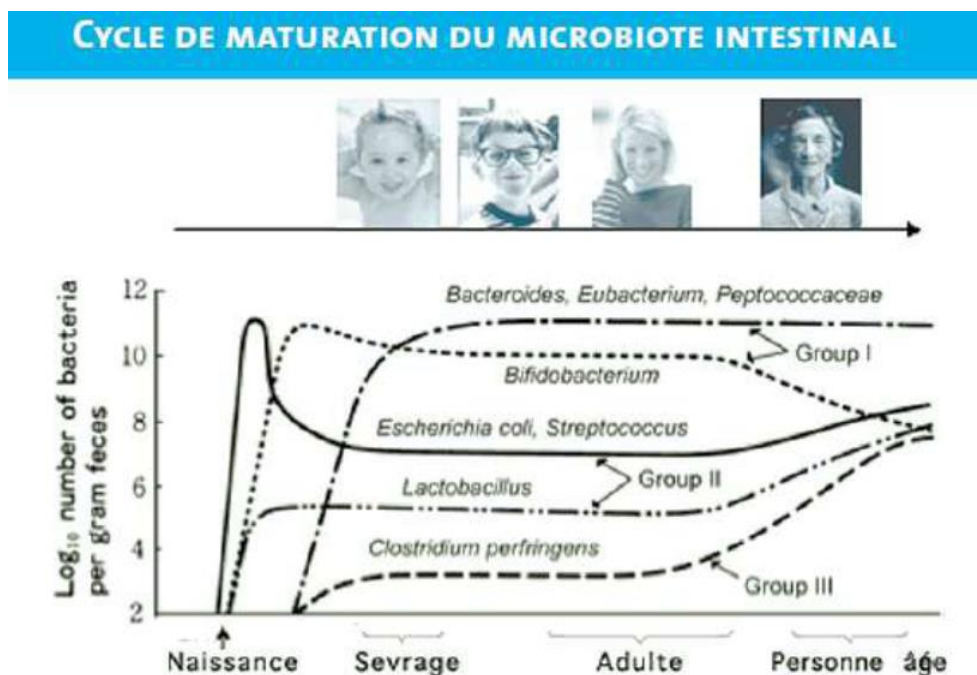 CYCLE DE MATURATION DU MICROBIOTE INTESTINAL
Log₁₀ number of bacteria
per gram feces
12
10
8
6
4
2
Bacteroides, Eubacterium, Peptococcaceae
Group I
Bifidobacterium
Escherichia coli, Streptococcus
Group II
Lactobacillus
Clostridium perfringens
Group III
Naissance
Sevrage
Adulte
Personne âgé